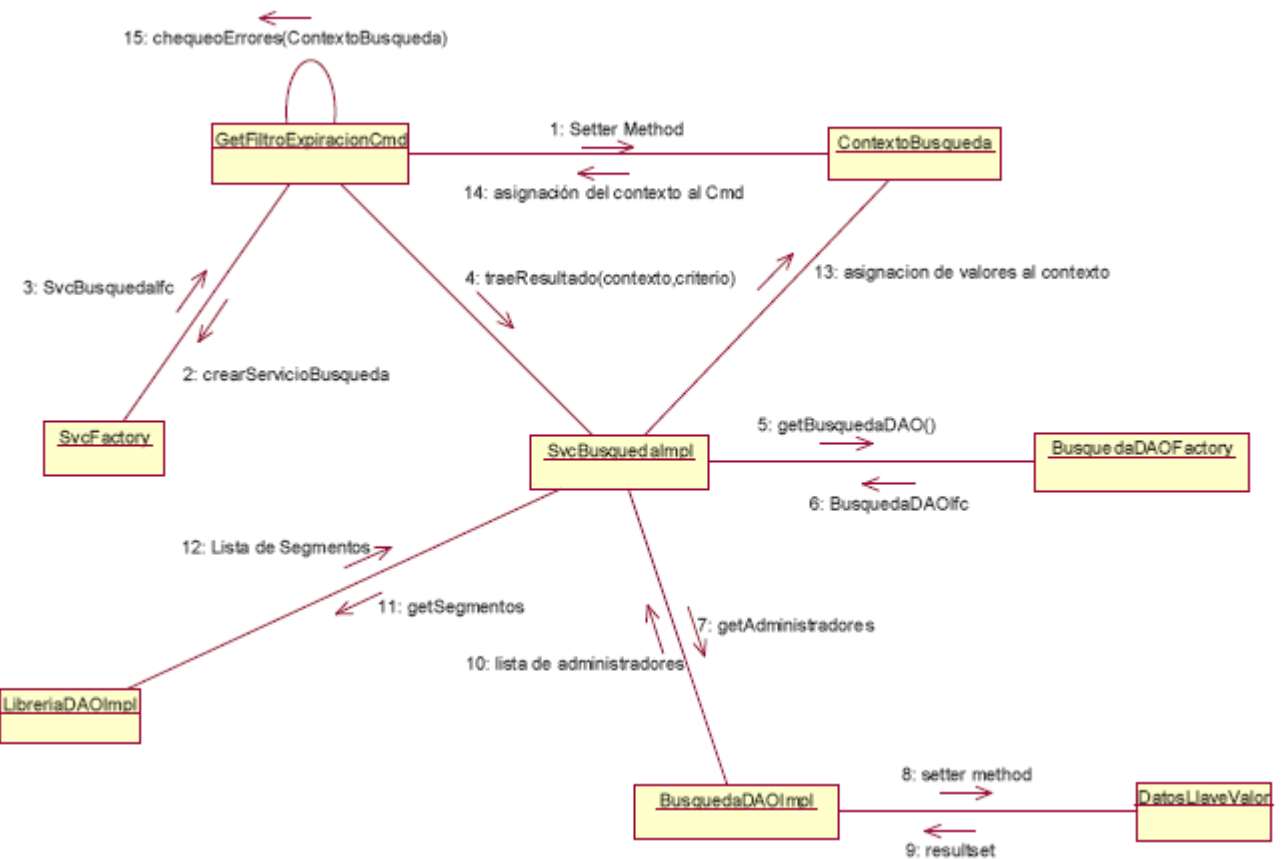 15: chequeoErrores(ContextoBusqueda)
GetFiltroExpiracionCmd
1: Setter Method
ContextoBusqueda
14: asignación del contexto al Cmd
3: SvcBusquedaIfc
4: traeResultado(contexto,criterio)
13: asignacion de valores al contexto
2: crearServicioBusqueda
SvcFactory
SvcBusquedaImpl
5: getBusquedaDAO()
BusquedaDAOFactory
6: BusquedaDAOIfc
12: Lista de Segmentos
11: getSegmentos
7: getAdministradores
10: lista de administradores
LibreriaDAOImpl
8: setter method
BusquedaDAOImpl
DatosLlaveValor
9: resultset